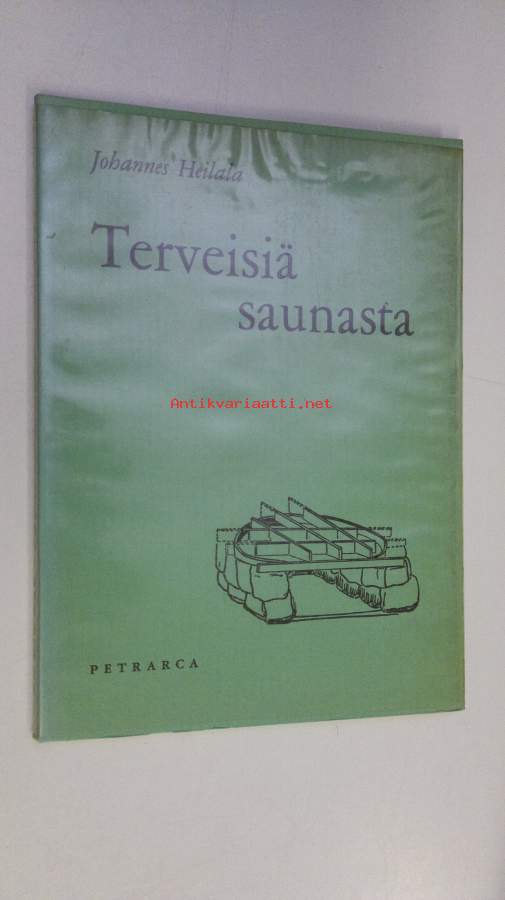 Johannes Heilala
Terveisiä
saunasta
Antikvariaatti.net
PETRARCA